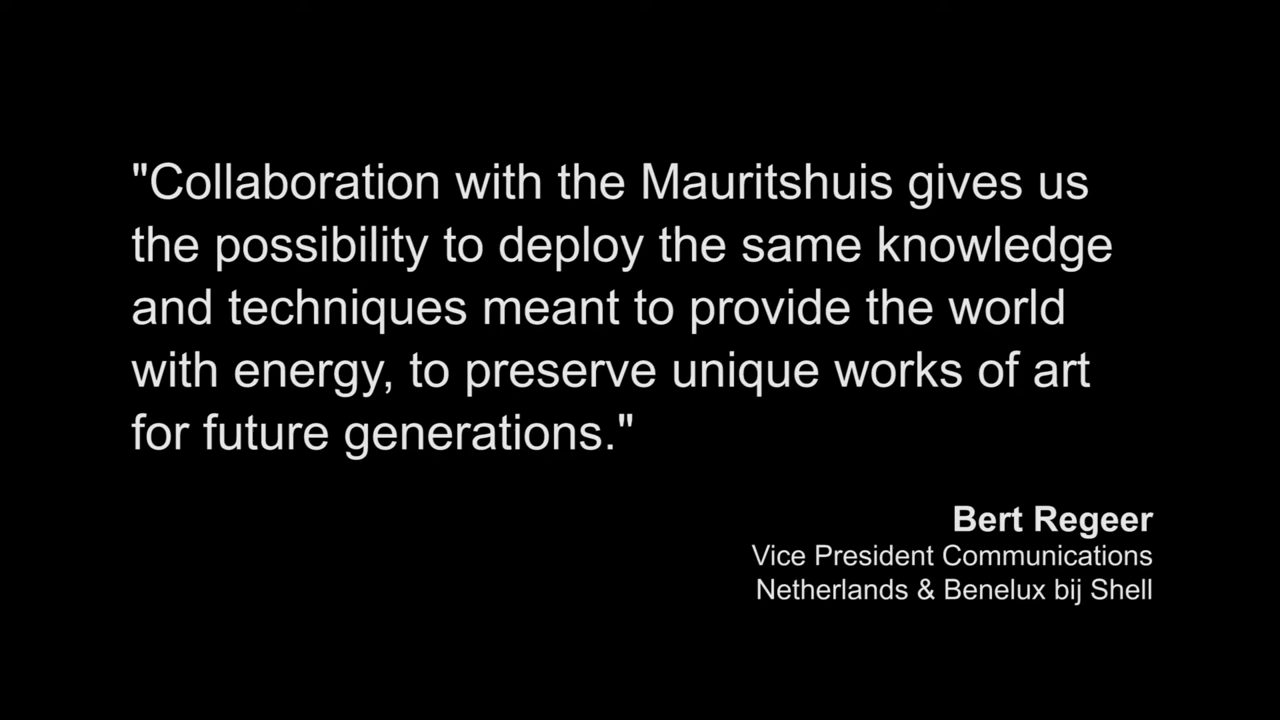 "Collaboration with the Mauritshuis gives us
the possibility to deploy the same knowledge
and techniques meant to provide the world
with energy, to preserve unique works of art
for future generations."
Bert Regeer
Vice President Communications
Netherlands & Benelux bij Shell